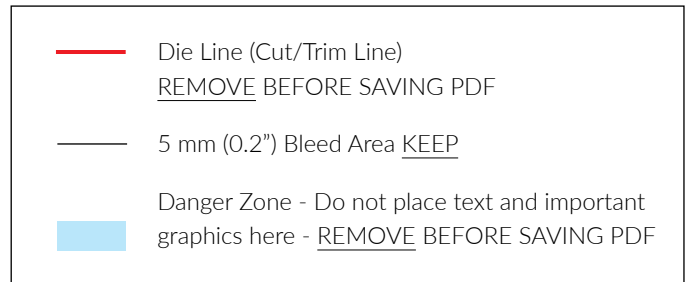 Die Line (Cut/Trim Line)
REMOVE BEFORE SAVING PDF
5 mm (0.2”) Bleed Area KEEP
Danger Zone - Do not place text and important
graphics here - REMOVE BEFORE SAVING PDF